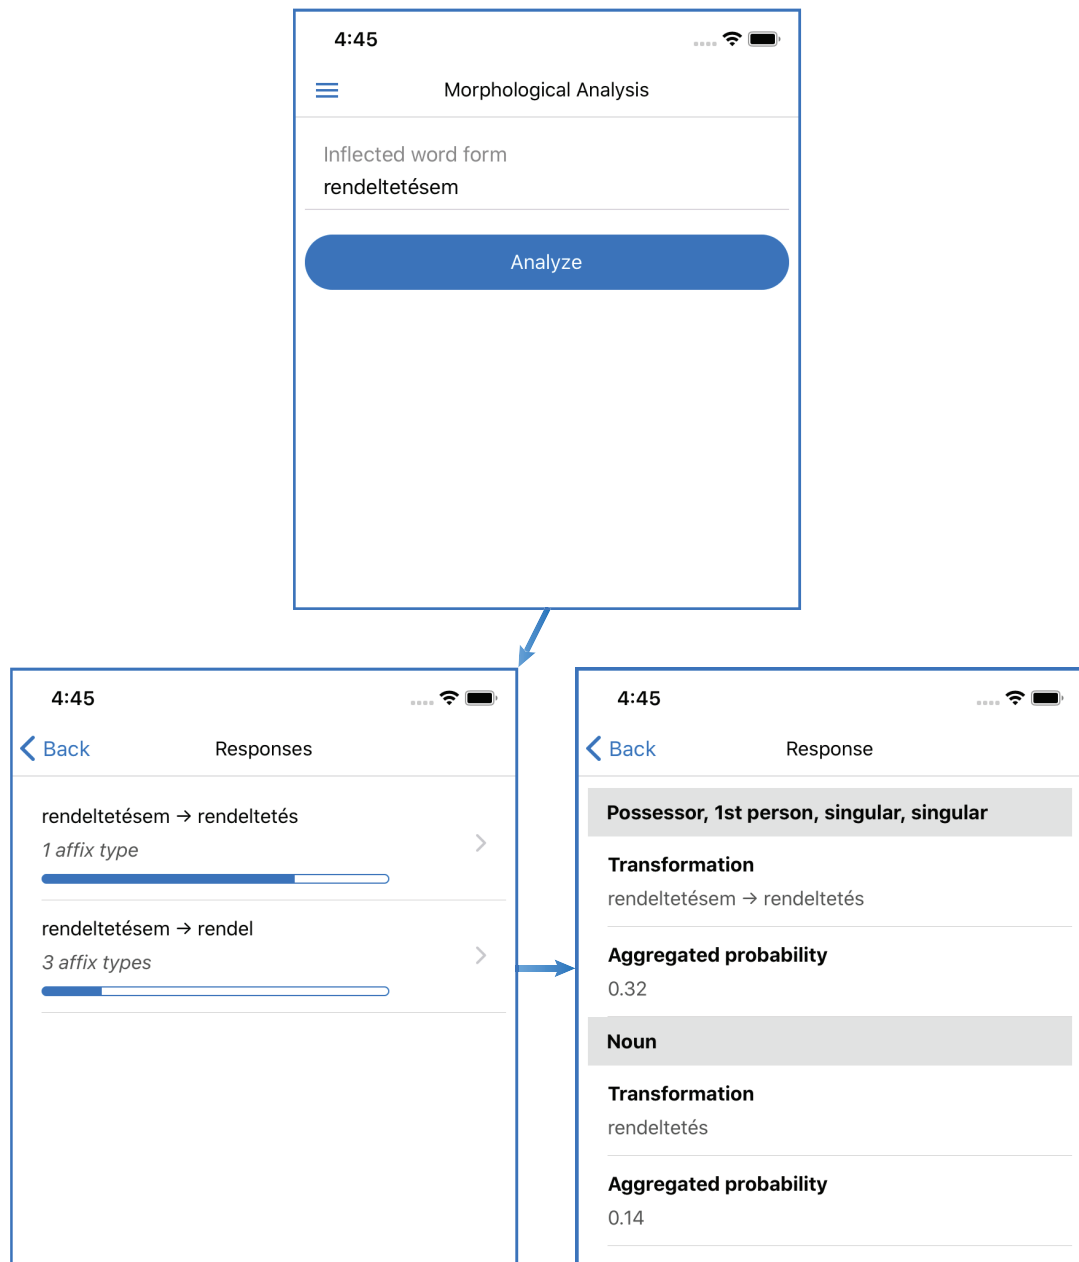 4:45
Morphological Analysis
Inflected word form
rendeltetésem
Analyze
4:45
Back
Responses
rendeltetésem → rendeltetés
1 affix type
rendeltetésem → rendel
3 affix types
4:45
Back
Response
Possessor, 1st person, singular, singular
Transformation
rendeltetésem → rendeltetés
Aggregated probability
0.32
Noun
Transformation
rendeltetés
Aggregated probability
0.14